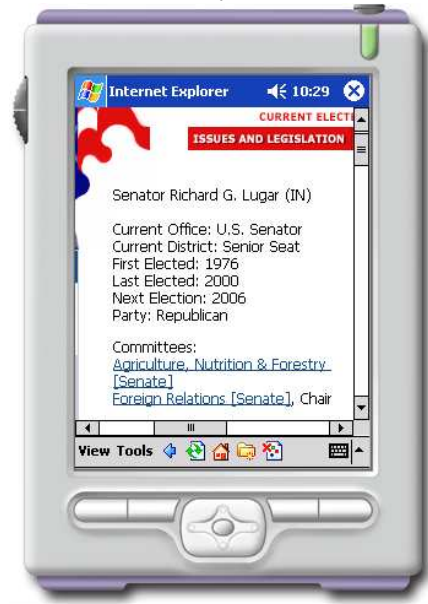 Internet Explorer 10:29
CURRENT ELECTI
ISSUES AND LEGISLATION
Senator Richard G. Lugar (IN)
Current Office: U.S. Senator
Current District: Senior Seat
First Elected: 1976
Last Elected: 2000
Next Election: 2006
Party: Republican
Committees:
Agriculture, Nutrition & Forestry
[Senate]
Foreign Relations [Senate], Chair
View Tools